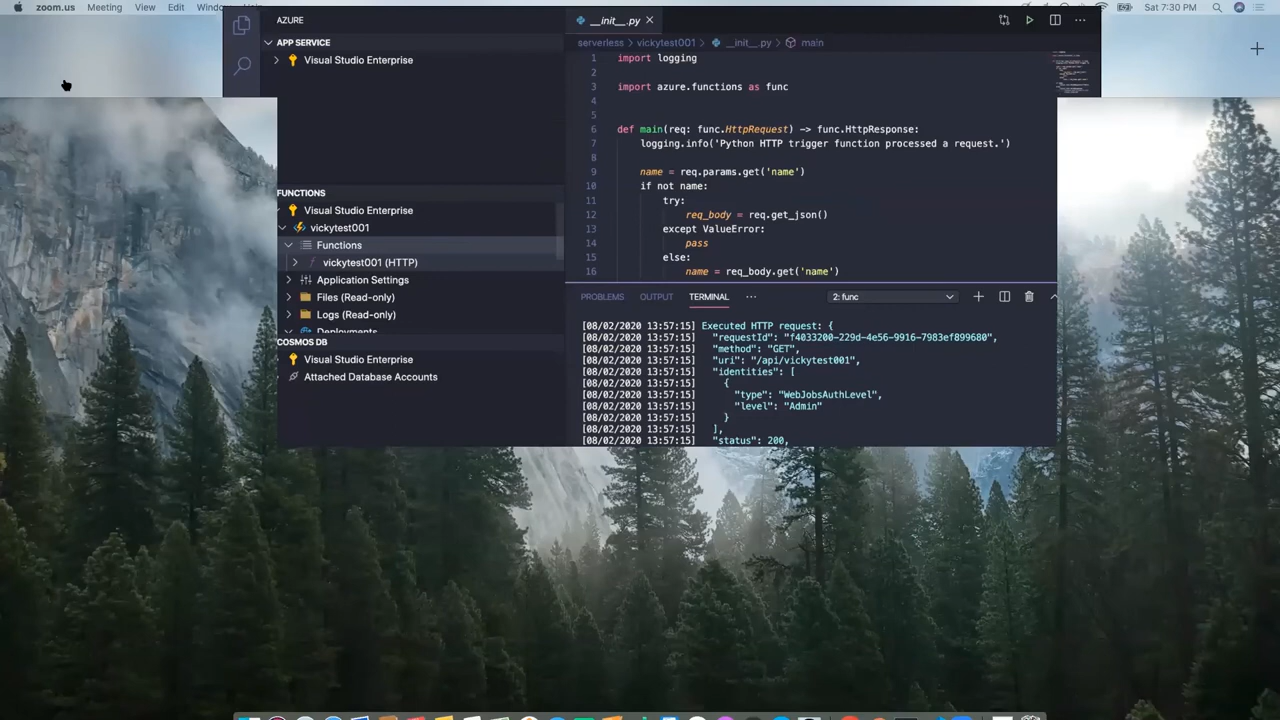 zoom.us Meeting View Edit Sat 7:30 PM
AZURE
APP SERVICE
Visual Studio Enterprise
FUNCTIONS
Visual Studio Enterprise
vickytest001
Functions
vickytest001 (HTTP)
Application Settings
Files (Read-only)
Logs (Read-only)
Deployments
COSMOS DB
Visual Studio Enterprise
Attached Database Accounts
__init__.py
serverless > vickytest001 > __init__.py > main
1 import logging
2
3 import azure.functions as func
4
5
6 def main(req: func.HttpRequest) -> func.HttpResponse:
7 logging.info('Python HTTP trigger function processed a request.')
8
9 name = req.params.get('name')
10 if not name:
11 try:
12 req_body = req.get_json()
13 except ValueError:
14 pass
15 else:
16 name = req_body.get('name')
PROBLEMS OUTPUT TERMINAL ··· 2: func
[08/02/2020 13:57:15] Executed HTTP request: {
[08/02/2020 13:57:15] "requestId": "f4033200-229d-4e56-9916-7983ef899680",
[08/02/2020 13:57:15] "method": "GET",
[08/02/2020 13:57:15] "uri": "/api/vickytest001",
[08/02/2020 13:57:15] "identities": [
[08/02/2020 13:57:15] {
[08/02/2020 13:57:15] "type": "WebJobsAuthLevel",
[08/02/2020 13:57:15] "level": "Admin"
[08/02/2020 13:57:15] }
[08/02/2020 13:57:15] ],
[08/02/2020 13:57:15] "status": 200,